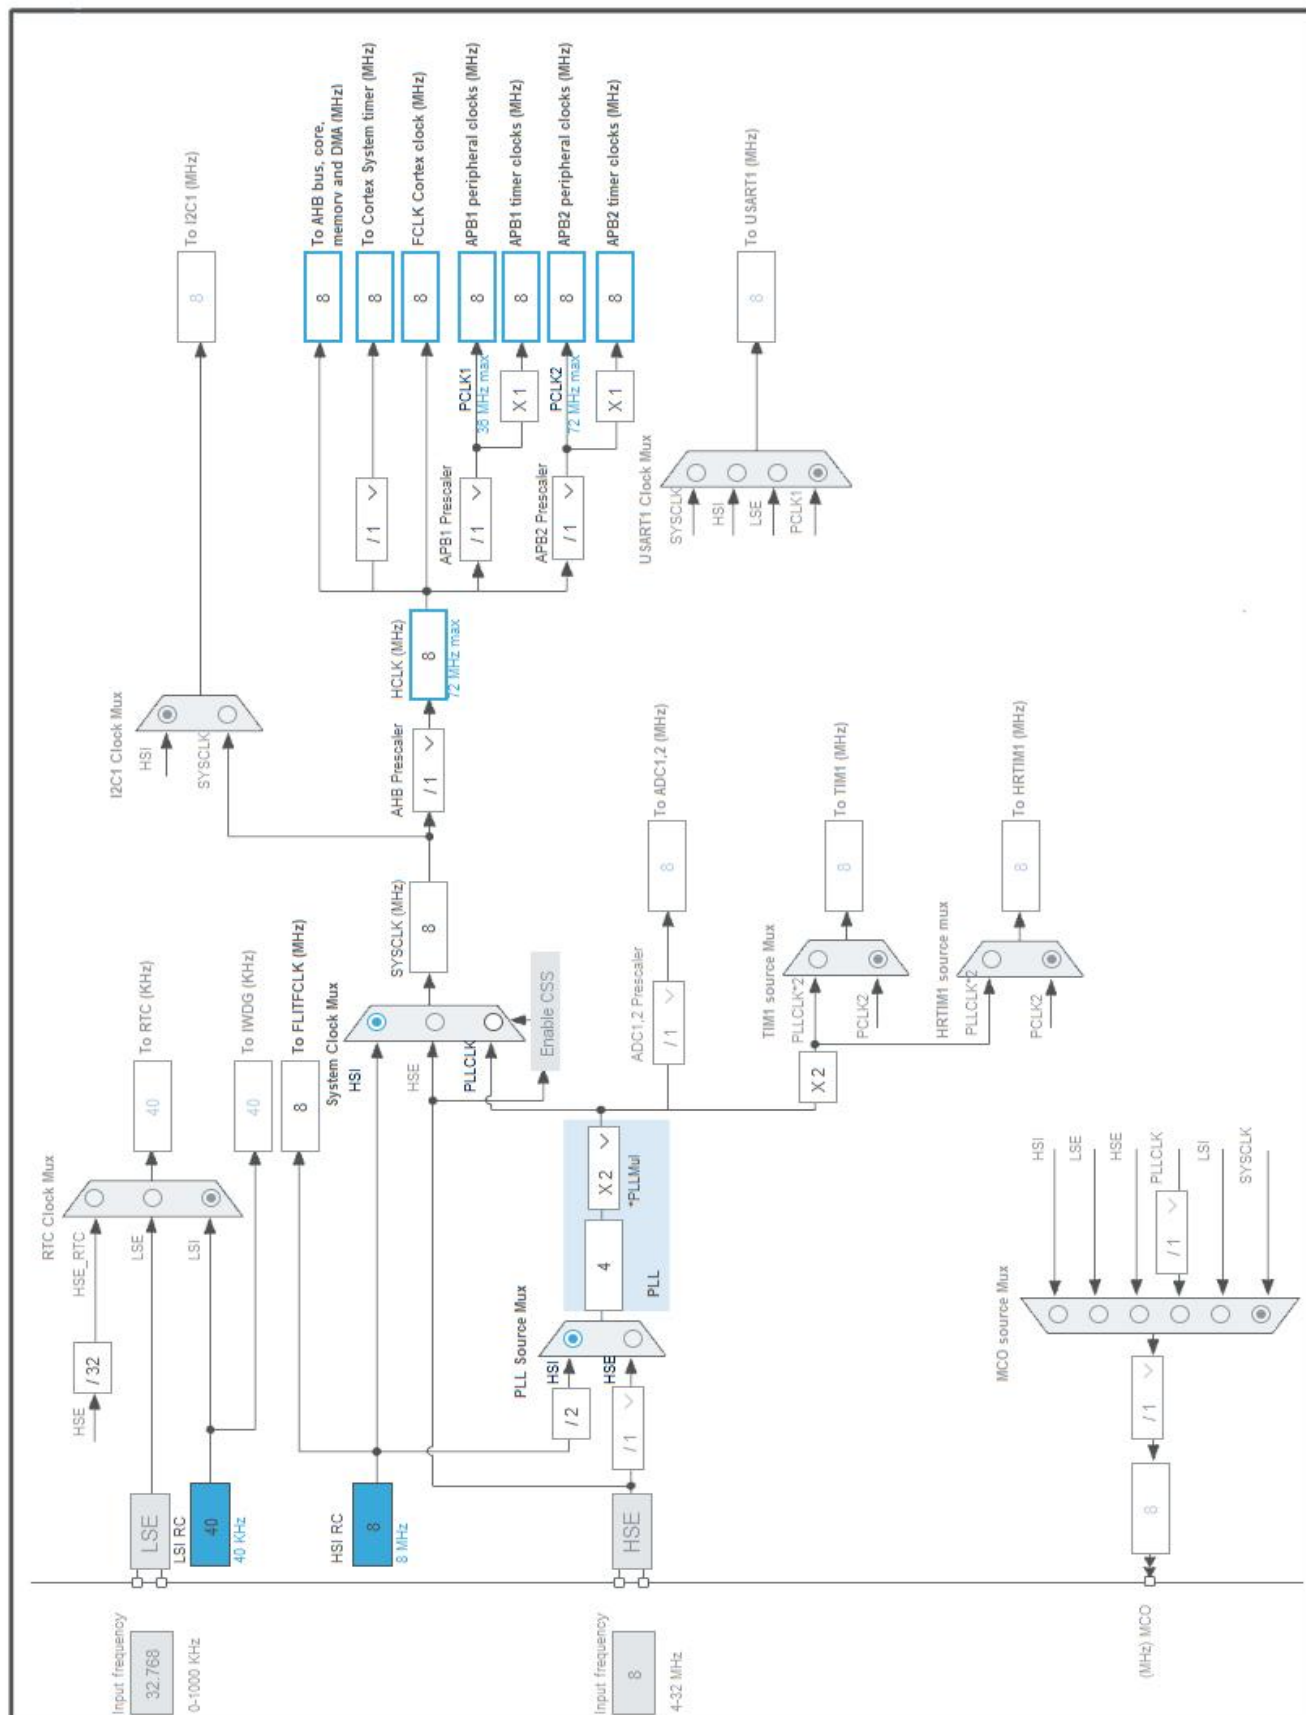 Input frequency
32.768
0-1000 KHz
LSE
LSI RC
40
40 KHz
HSE
/ 32
HSE_RTC
LSE
LSI
RTC Clock Mux
40
To RTC (KHz)
40
To IWDG (KHz)
HSI RC
8
8 MHz
8
To FLITFCLK (MHz)
System Clock Mux
HSI
HSE
PLLCLK
Enable CSS
SYSCLK (MHz)
8
I2C1 Clock Mux
HSI
SYSCLK
8
To I2C1 (MHz)
AHB Prescaler
/ 1
HCLK (MHz)
8
72 MHz max
8
To AHB bus, core,
memory and DMA (MHz)
/ 1
8
To Cortex System timer (MHz)
8
FCLK Cortex clock (MHz)
APB1 Prescaler
/ 1
PCLK1
36 MHz max
8
APB1 peripheral clocks (MHz)
X 1
8
APB1 timer clocks (MHz)
APB2 Prescaler
/ 1
PCLK2
72 MHz max
8
APB2 peripheral clocks (MHz)
X 1
8
APB2 timer clocks (MHz)
Input frequency
8
4-32 MHz
HSE
/ 2
/ 1
PLL Source Mux
HSI
HSE
4
X 2
*PLLMul
PLL
ADC1,2 Prescaler
/ 1
8
To ADC1,2 (MHz)
X 2
TIM1 source Mux
PLLCLK*2
PCLK2
8
To TIM1 (MHz)
HRTIM1 source mux
PLLCLK*2
PCLK2
8
To HRTIM1 (MHz)
USART1 Clock Mux
SYSCLK
HSI
LSE
PCLK1
8
To USART1 (MHz)
(MHz) MCO
8
/ 1
MCO source Mux
HSI
LSE
HSE
/ 1
PLLCLK
LSI
SYSCLK